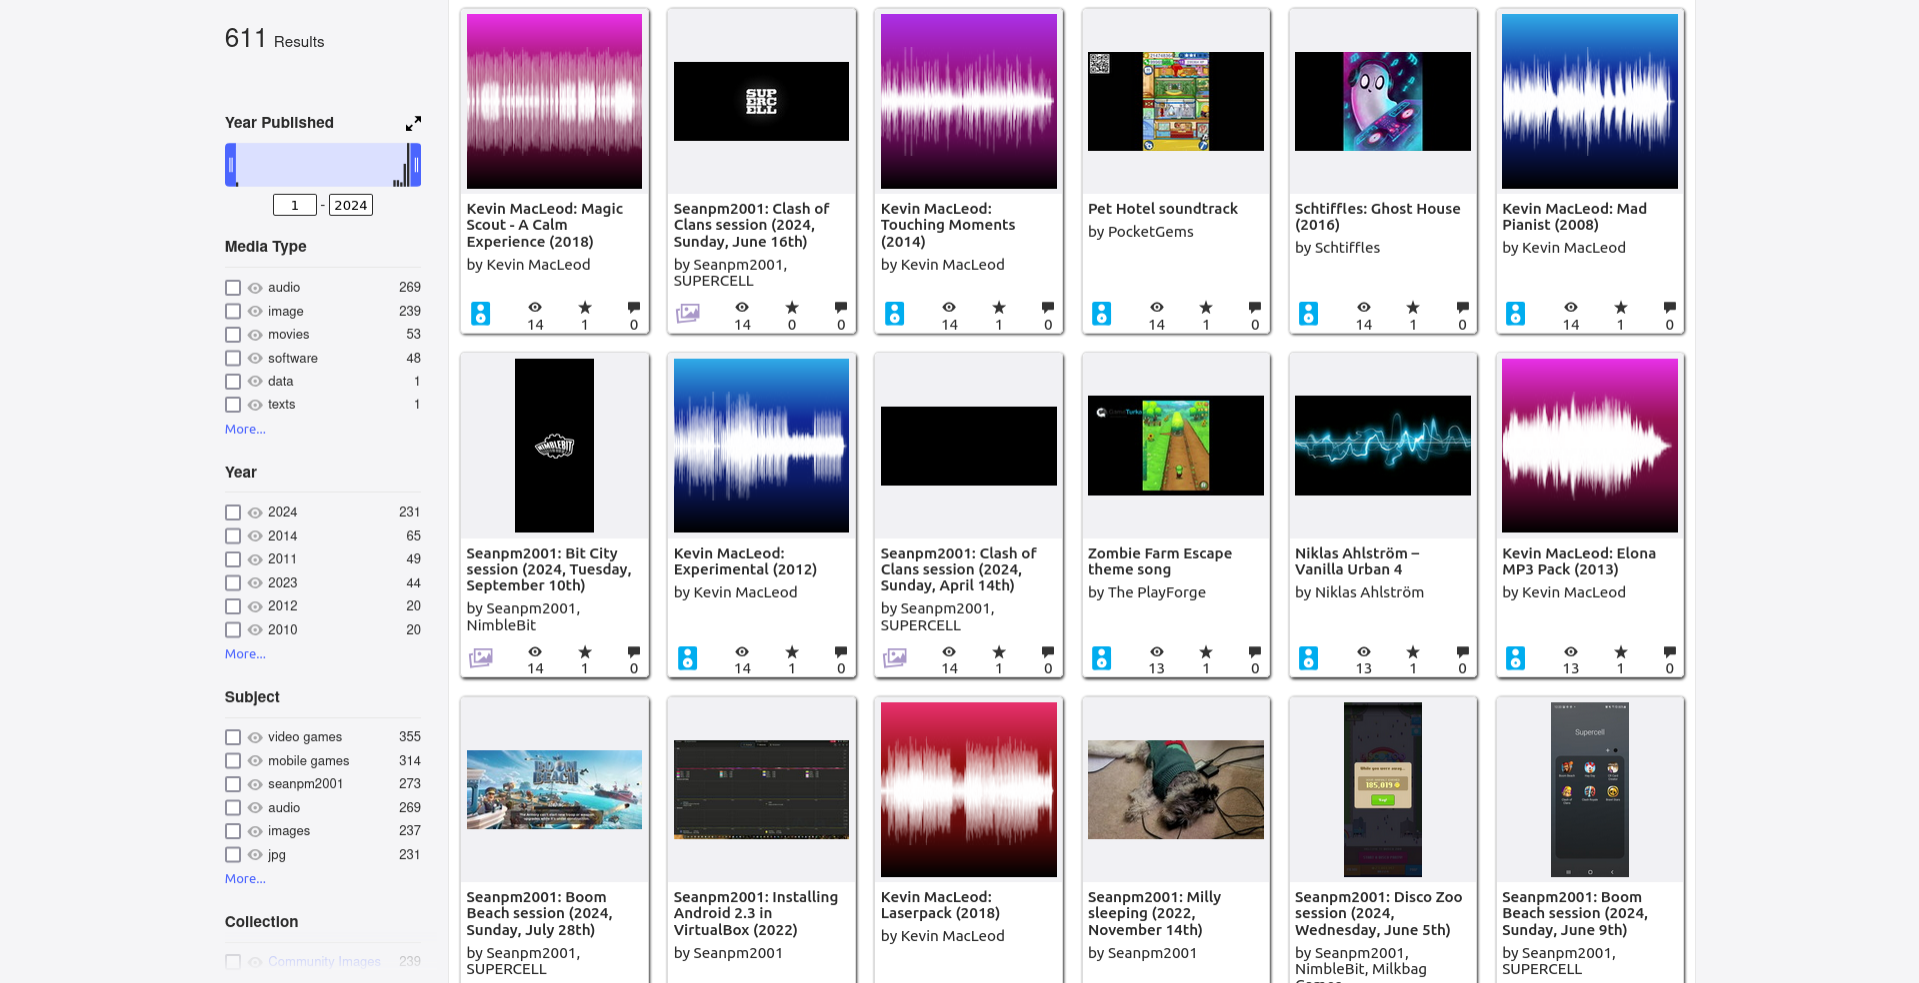 611 Results
Year Published
1 - 2024
Media Type
audio 269
image 239
movies 53
software 48
data 1
texts 1
More...
Year
2024 231
2014 65
2011 49
2023 44
2012 20
2010 20
More...
Subject
video games 355
mobile games 314
seanpm2001 273
audio 269
images 237
jpg 231
More...
Collection
Community Images 239
Kevin MacLeod: Magic
Scout - A Calm
Experience (2018)
by Kevin MacLeod
14 1 0
SUP
ERC
ELL
Seanpm2001: Clash of
Clans session (2024,
Sunday, June 16th)
by Seanpm2001,
SUPERCELL
14 0 0
Kevin MacLeod:
Touching Moments
(2014)
by Kevin MacLeod
14 1 0
Pet Hotel soundtrack
by PocketGems
14 1 0
Schtiffles: Ghost House
(2016)
by Schtiffles
14 1 0
Kevin MacLeod: Mad
Pianist (2008)
by Kevin MacLeod
14 1 0
NIMBLEBIT
Seanpm2001: Bit City
session (2024, Tuesday,
September 10th)
by Seanpm2001,
NimbleBit
14 1 0
Kevin MacLeod:
Experimental (2012)
by Kevin MacLeod
14 1 0
Seanpm2001: Clash of
Clans session (2024,
Sunday, April 14th)
by Seanpm2001,
SUPERCELL
14 1 0
Zombie Farm Escape
theme song
by The PlayForge
13 1 0
Niklas Ahlström –
Vanilla Urban 4
by Niklas Ahlström
13 1 0
Kevin MacLeod: Elona
MP3 Pack (2013)
by Kevin MacLeod
13 1 0
BOOM
BEACH
Seanpm2001: Boom
Beach session (2024,
Sunday, July 28th)
by Seanpm2001,
SUPERCELL
Seanpm2001: Installing
Android 2.3 in
VirtualBox (2022)
by Seanpm2001
Kevin MacLeod:
Laserpack (2018)
by Kevin MacLeod
Seanpm2001: Milly
sleeping (2022,
November 14th)
by Seanpm2001
185,019
Seanpm2001: Disco Zoo
session (2024,
Wednesday, June 5th)
by Seanpm2001,
NimbleBit, Milkbag
Games
Supercell
Seanpm2001: Boom
Beach session (2024,
Sunday, June 9th)
by Seanpm2001,
SUPERCELL